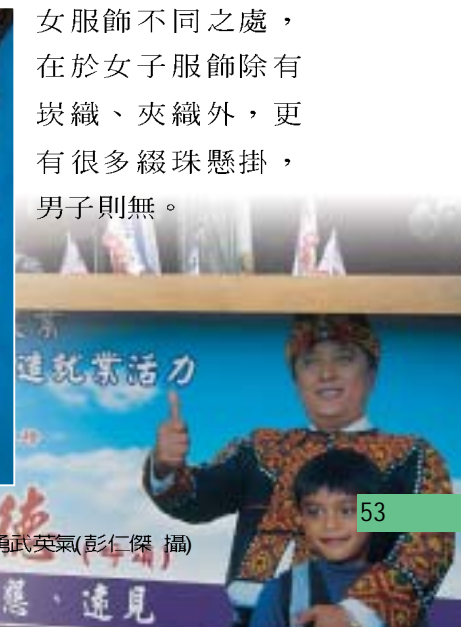 女服飾不同之處，
在於女子服飾除有
崁織、夾織外，更
有很多綴珠懸掛，
男子則無。
造就業活力
53
勇武英氣(彭仁傑 攝)
懇、遠見